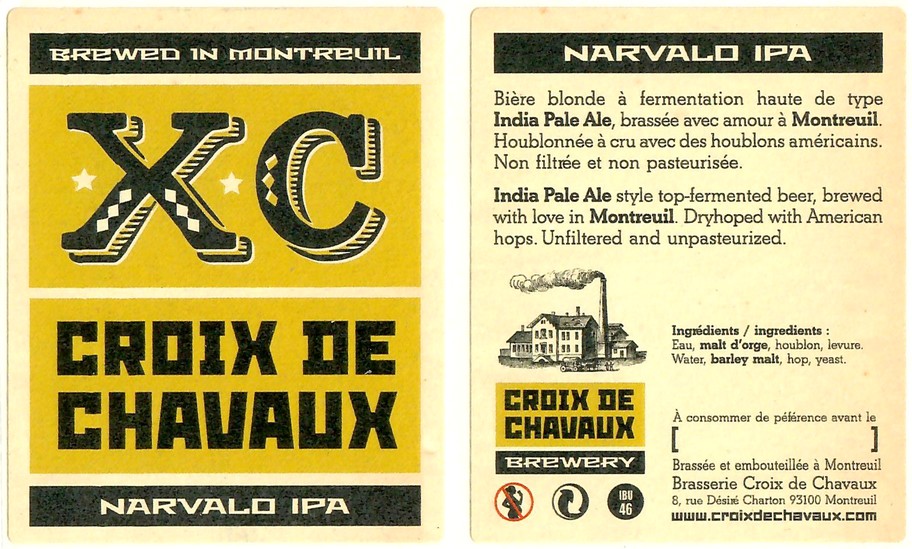 BREWED IN MONTREUIL
XC
CROIX DE
CHAVAUX
NARVALO IPA
NARVALO IPA
Bière blonde à fermentation haute de type
India Pale Ale, brassée avec amour à Montreuil.
Houblonnée à cru avec des houblons américains.
Non filtrée et non pasteurisée.
India Pale Ale style top-fermented beer, brewed
with love in Montreuil. Dryhoped with American
hops. Unfiltered and unpasteurized.
Ingrédients / ingredients :
Eau, malt d'orge, houblon, levure.
Water, barley malt, hop, yeast.
CROIX DE
CHAVAUX
BREWERY
IBU
46
À consommer de péférence avant le
[ ]
Brassée et embouteillée à Montreuil
Brasserie Croix de Chavaux
8, rue Désiré Charton 93100 Montreuil
www.croixdechavaux.com